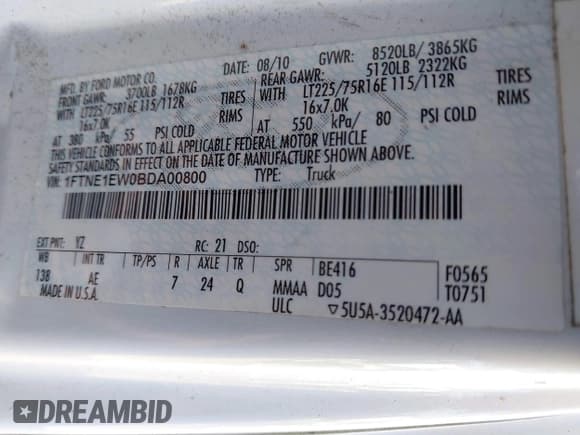 MFD. BY FORD MOTOR CO.
DATE: 08/10 GVWR: 8520LB/ 3865KG
FRONT GAWR: 3700LB 1678KG
REAR GAWR: 5120LB 2322KG
WITH LT225/75R16E 115/112R TIRES
WITH LT225/75R16E 115/112R TIRES
16x7.0K RIMS
16x7.0K RIMS
AT 380 kPa/ 55 PSI COLD
AT 550 kPa/ 80 PSI COLD
THIS VEHICLE CONFORMS TO ALL APPLICABLE FEDERAL MOTOR VEHICLE
SAFETY STANDARDS IN EFFECT ON THE DATE OF MANUFACTURE SHOWN ABOVE.
VIN: 1FTNE1EW0BDA00800 TYPE: Truck
EXT PNT: YZ RC: 21 DSO:
WB INT TR TP/PS R AXLE TR SPR BE416 F0565
138 AE 7 24 Q MMAA D05 T0751
MADE IN U.S.A. ULC ▽5U5A-3520472-AA
DREAMBID